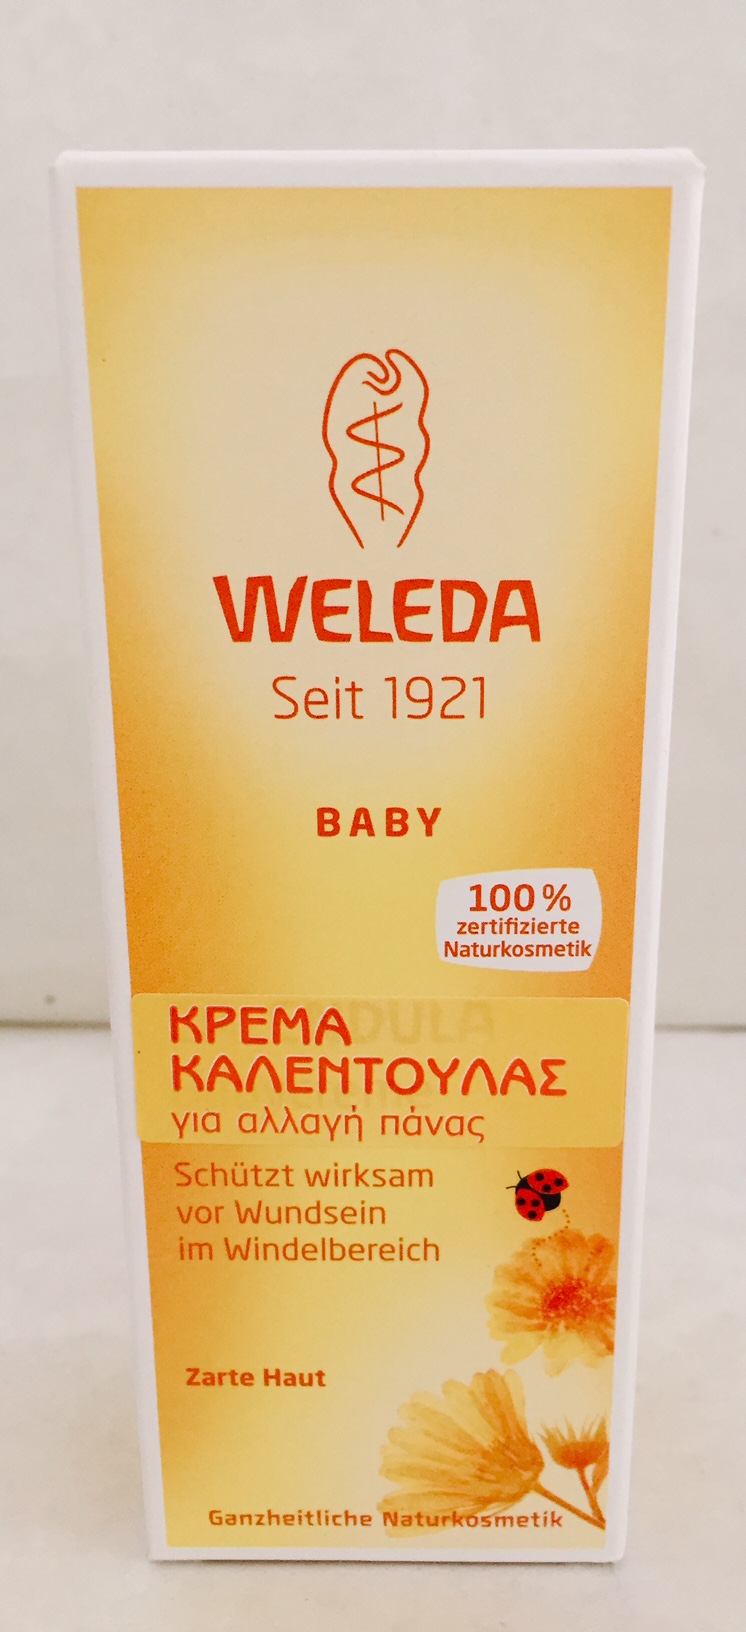 WELEDA
Seit 1921
BABY
100 %
zertifizierte
Naturkosmetik
ΚΡΕΜΑ
ΚΑΛΕΝΤΟΥΛΑΣ
για αλλαγή πάνας
Schützt wirksam
vor Wundsein
im Windelbereich
Zarte Haut
Ganzheitliche Naturkosmetik